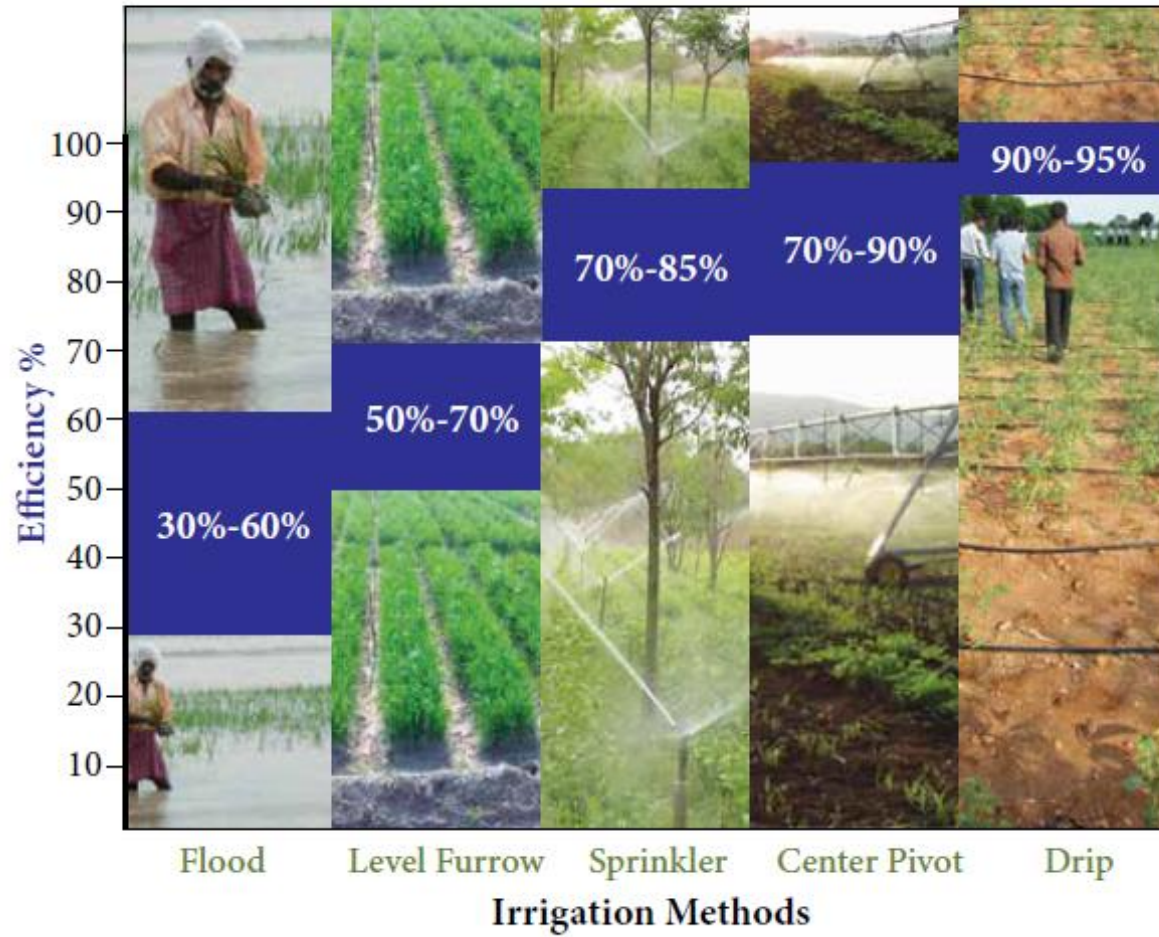 100
90
80
70
60
50
40
30
20
10
Efficiency %
30%-60%
50%-70%
70%-85%
70%-90%
90%-95%
Flood
Level Furrow
Sprinkler
Center Pivot
Drip
Irrigation Methods